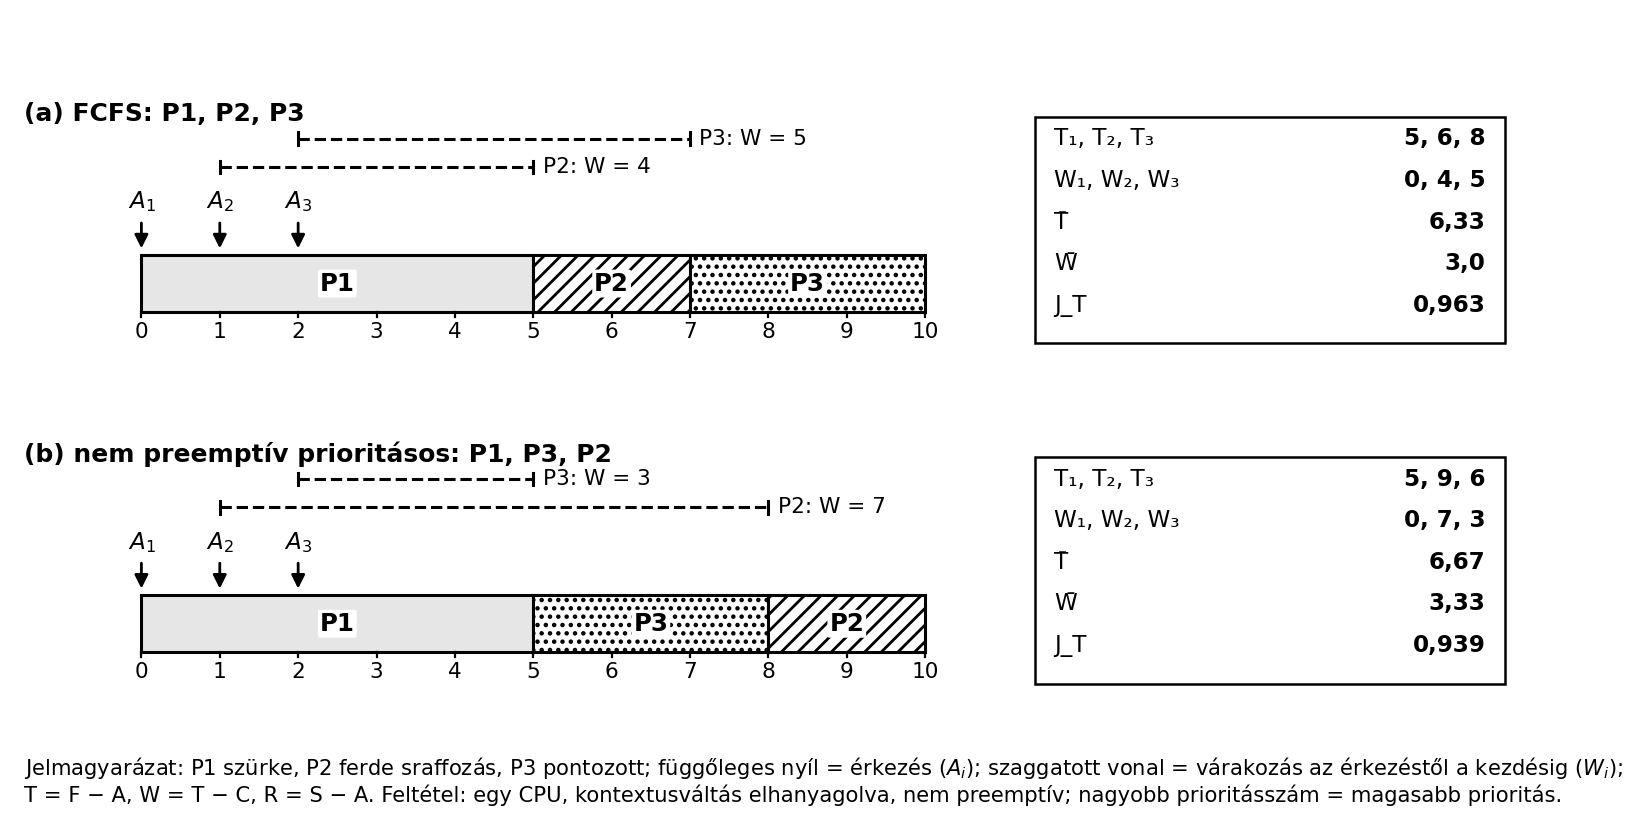 (a) FCFS: P1, P2, P3
P3: W = 5
P2: W = 4
A₁ A₂ A₃
P1 P2 P3
0 1 2 3 4 5 6 7 8 9 10
T₁, T₂, T₃ 5, 6, 8
W₁, W₂, W₃ 0, 4, 5
T̅ 6,33
W̅ 3,0
J_T 0,963
(b) nem preemptív prioritásos: P1, P3, P2
P3: W = 3
P2: W = 7
A₁ A₂ A₃
P1 P3 P2
0 1 2 3 4 5 6 7 8 9 10
T₁, T₂, T₃ 5, 9, 6
W₁, W₂, W₃ 0, 7, 3
T̅ 6,67
W̅ 3,33
J_T 0,939
Jelmagyarázat: P1 szürke, P2 ferde sraffozás, P3 pontozott; függőleges nyíl = érkezés (Aᵢ); szaggatott vonal = várakozás az érkezéstől a kezdésig (Wᵢ);
T = F − A, W = T − C, R = S − A. Feltétel: egy CPU, kontextusváltás elhanyagolva, nem preemptív; nagyobb prioritásszám = magasabb prioritás.